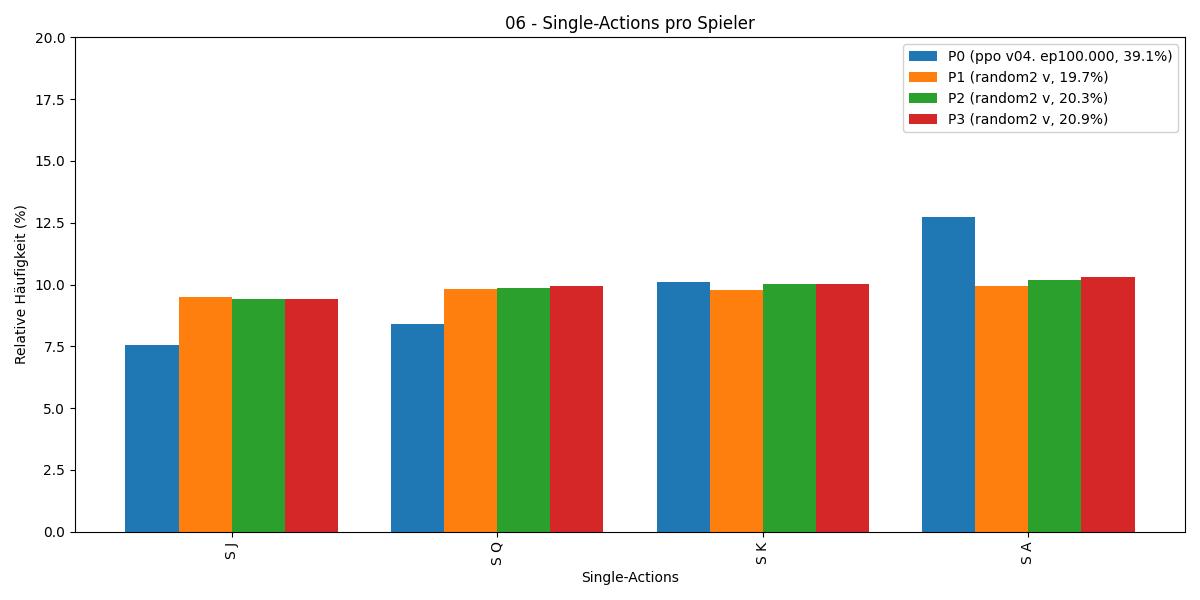 06 - Single-Actions pro Spieler
Relative Häufigkeit (%)
20.0
17.5
15.0
12.5
10.0
7.5
5.0
2.5
0.0
P0 (ppo v04. ep100.000, 39.1%)
P1 (random2 v, 19.7%)
P2 (random2 v, 20.3%)
P3 (random2 v, 20.9%)
S J
S Q
S K
S A
Single-Actions